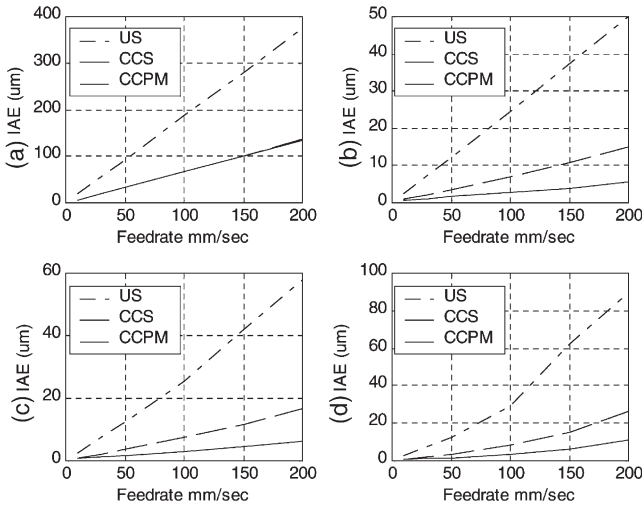 400
300
200
100
0
(a) IAE (um)
US
CCS
CCPM
0 50 100 150 200
Feedrate mm/sec
50
40
30
20
10
0
(b) IAE (um)
US
CCS
CCPM
0 50 100 150 200
Feedrate mm/sec
60
40
20
0
(c) IAE (um)
US
CCS
CCPM
0 50 100 150 200
Feedrate mm/sec
100
80
60
40
20
0
(d) IAE (um)
US
CCS
CCPM
0 50 100 150 200
Feedrate mm/sec